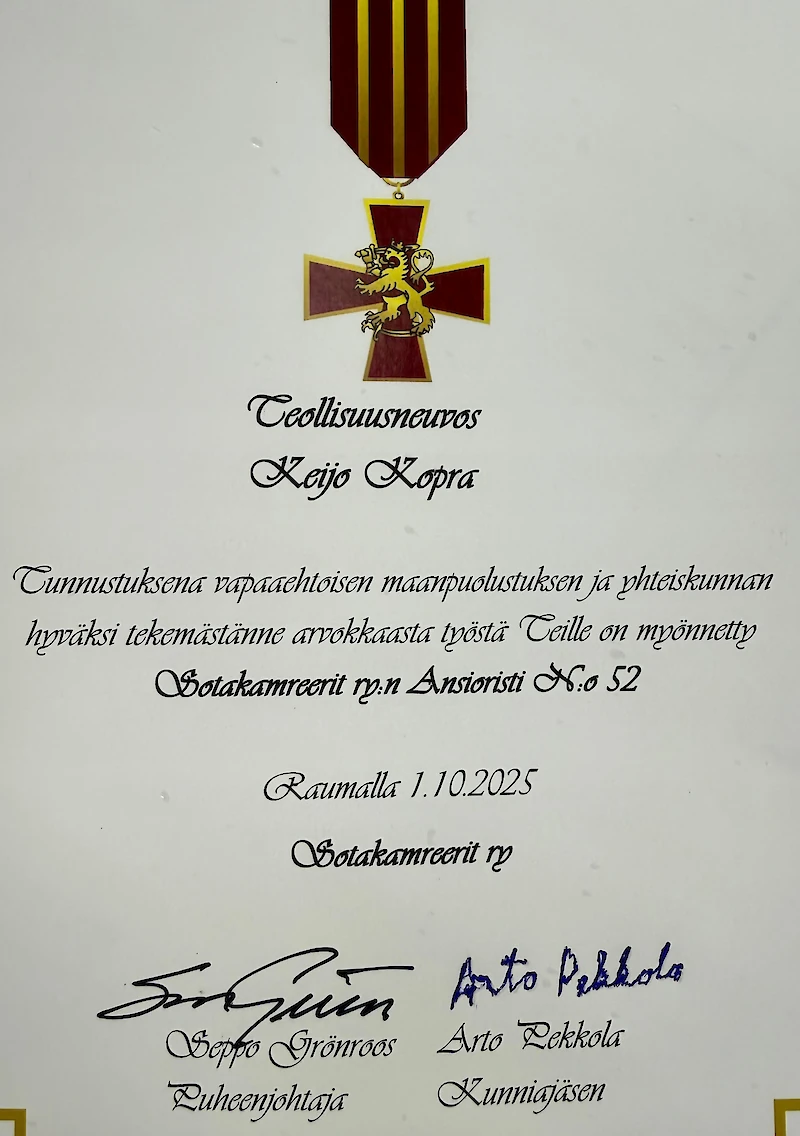 Teollisuusneuvos
Keijo Kopra
Tunnustuksena vapaaehtoisen maanpuolustuksen ja yhteiskunnan
hyväksi tekemästänne arvokkaasta työstä Teille on myönnetty
Sotakamreerit ry:n Ansioristi N:o 52
Raumalla 1.10.2025
Sotakamreerit ry
Arto Pekkola
Seppo Grönroos Arto Pekkola
Puheenjohtaja Kunniajäsen